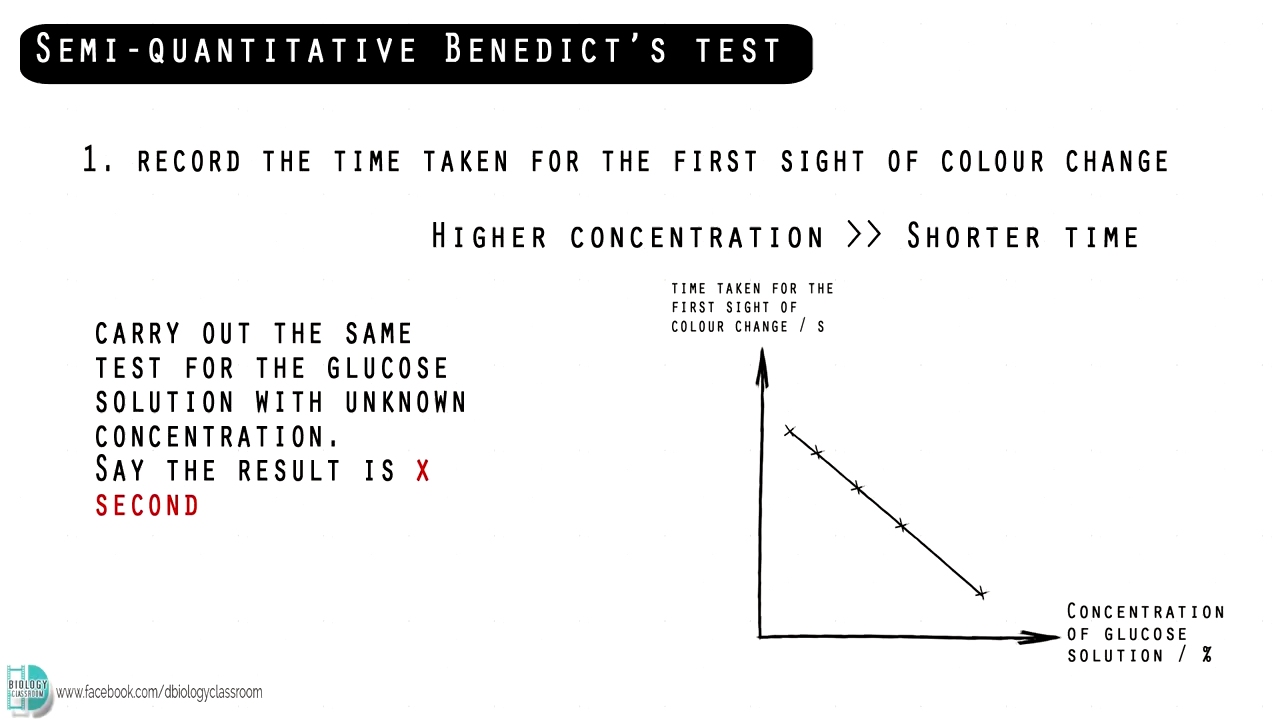 Semi-quantitative Benedict's test
1. record the time taken for the first sight of colour change
Higher concentration >> Shorter time
time taken for the
first sight of
colour change / s
carry out the same
test for the glucose
solution with unknown
concentration.
Say the result is x
second
Concentration
of glucose
solution / %
BIOLOGY
CLASSROOM
www.facebook.com/dbiologyclassroom